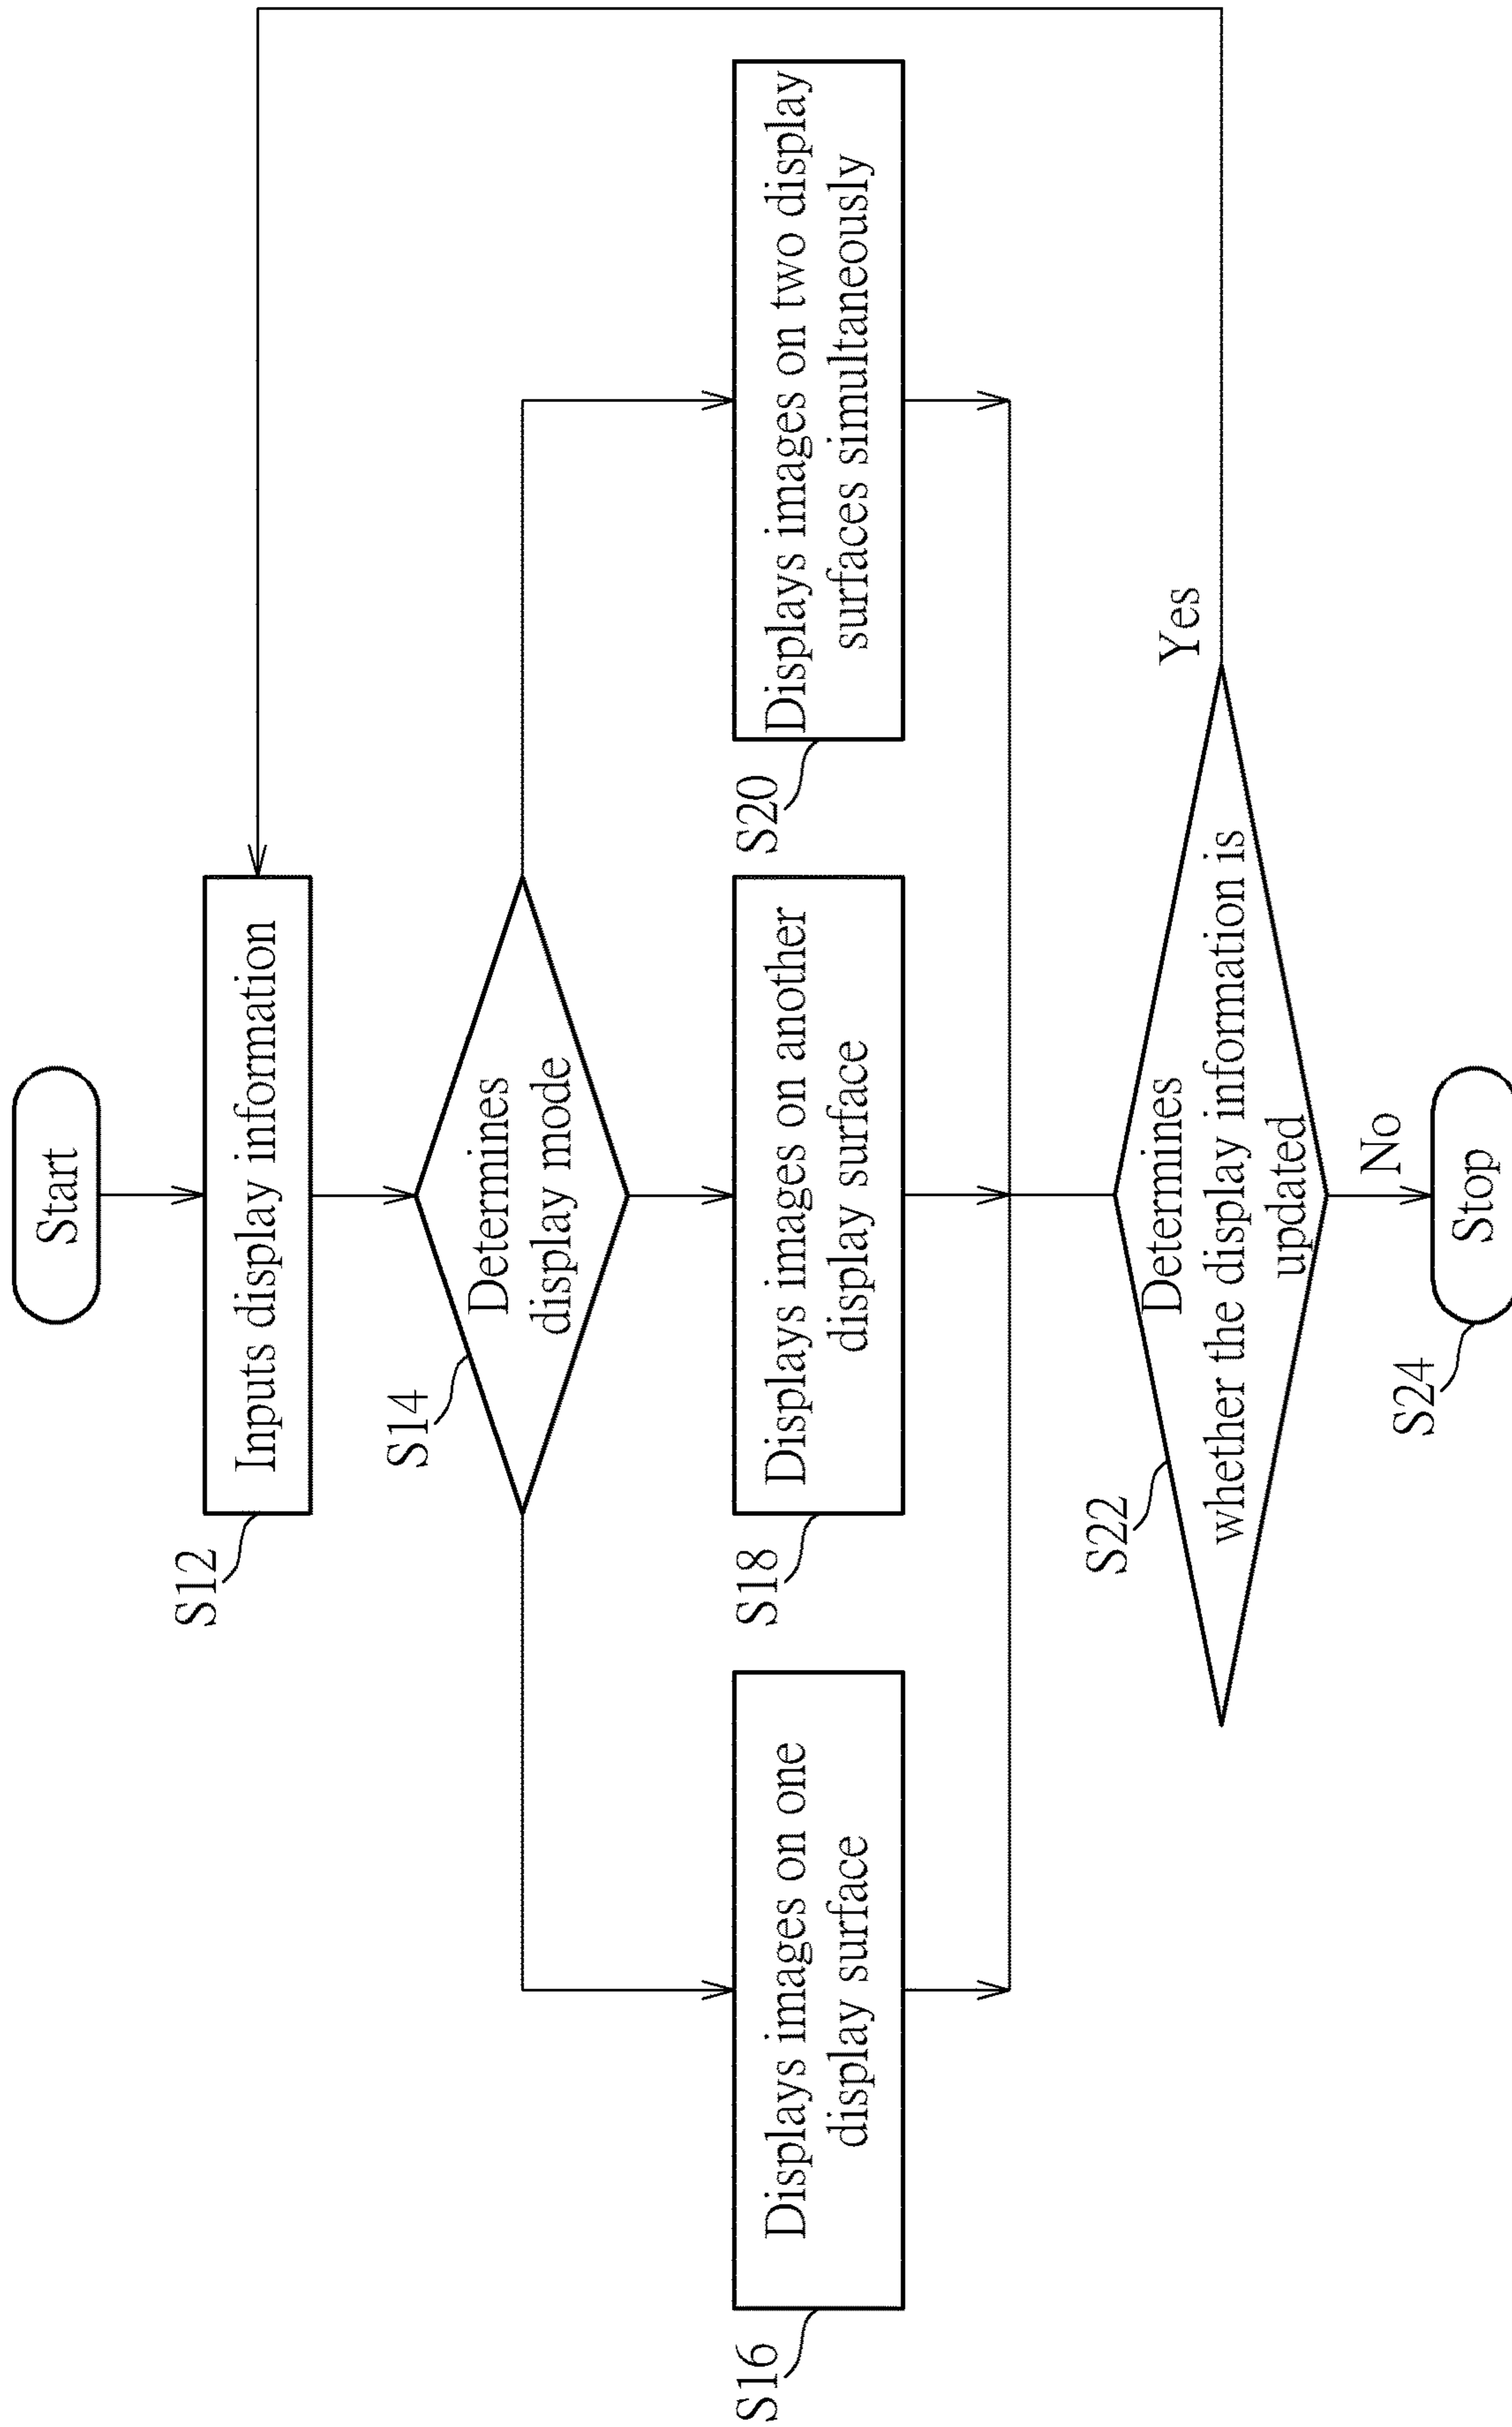 Start
S12
Inputs display information
S14
Determines
display mode
S16
Displays images on one
display surface
S18
Displays images on another
display surface
S20
Displays images on two display
surfaces simultaneously
S22
Determines
whether the display information is
updated
Yes
No
S24
Stop